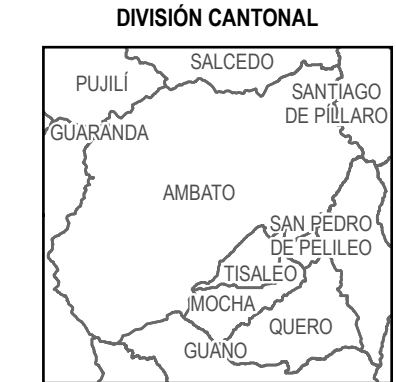 DIVISIÓN CANTONAL
SALCEDO
PUJILÍ
SANTIAGO
DE PÍLLARO
GUARANDA
AMBATO
SAN PEDRO
DE PELILEO
TISALEO
MOCHA
QUERO
GUANO